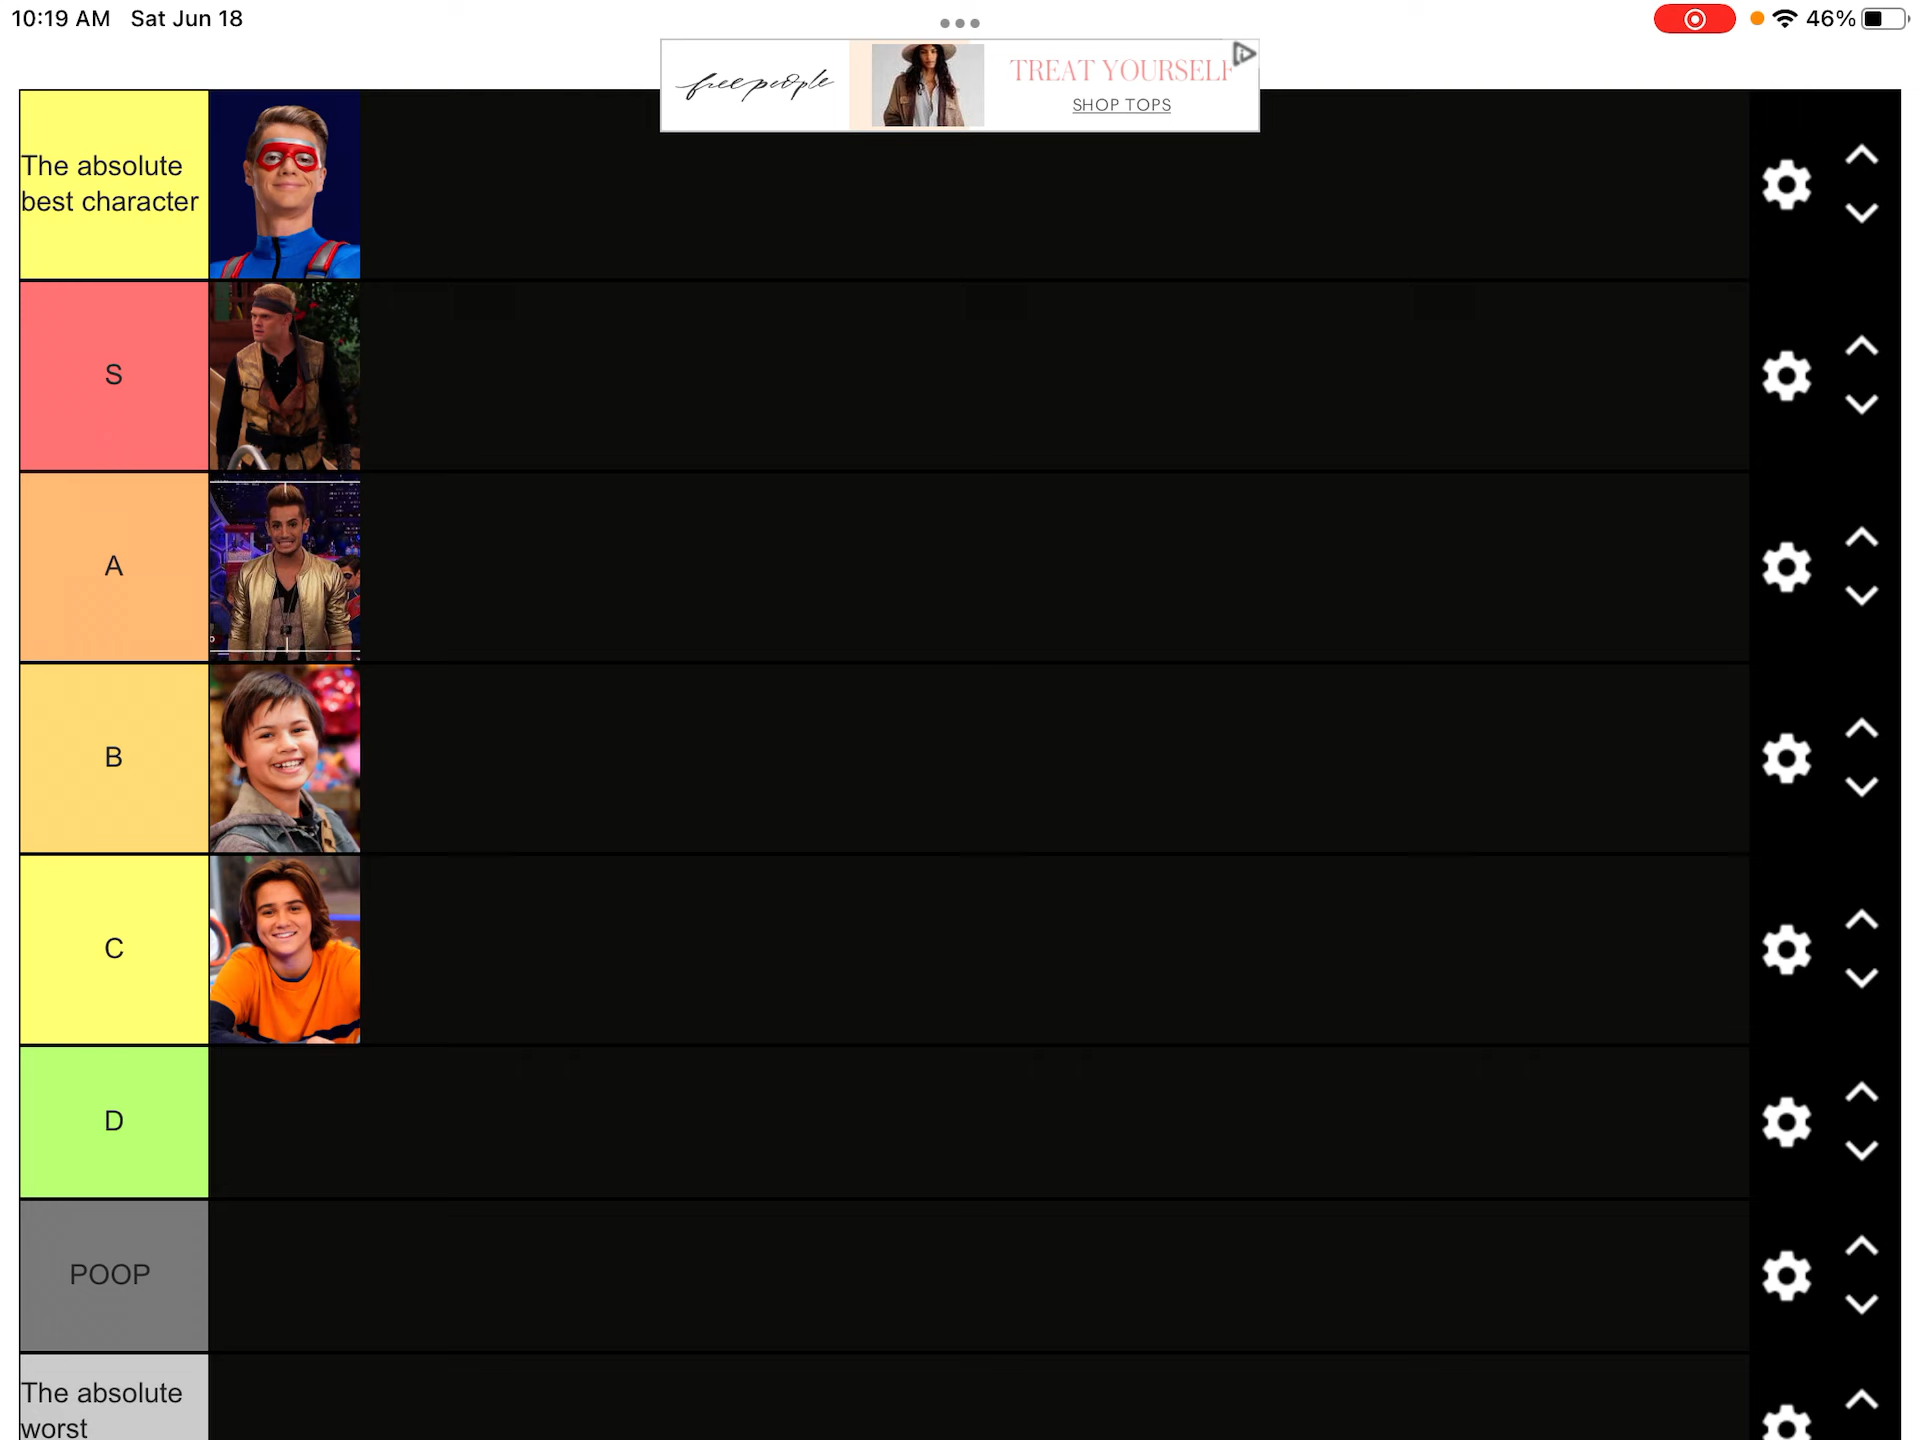 10:19 AM Sat Jun 18
46%
free people
TREAT YOURSELF
SHOP TOPS
The absolute
best character
S
A
B
C
D
POOP
The absolute
worst